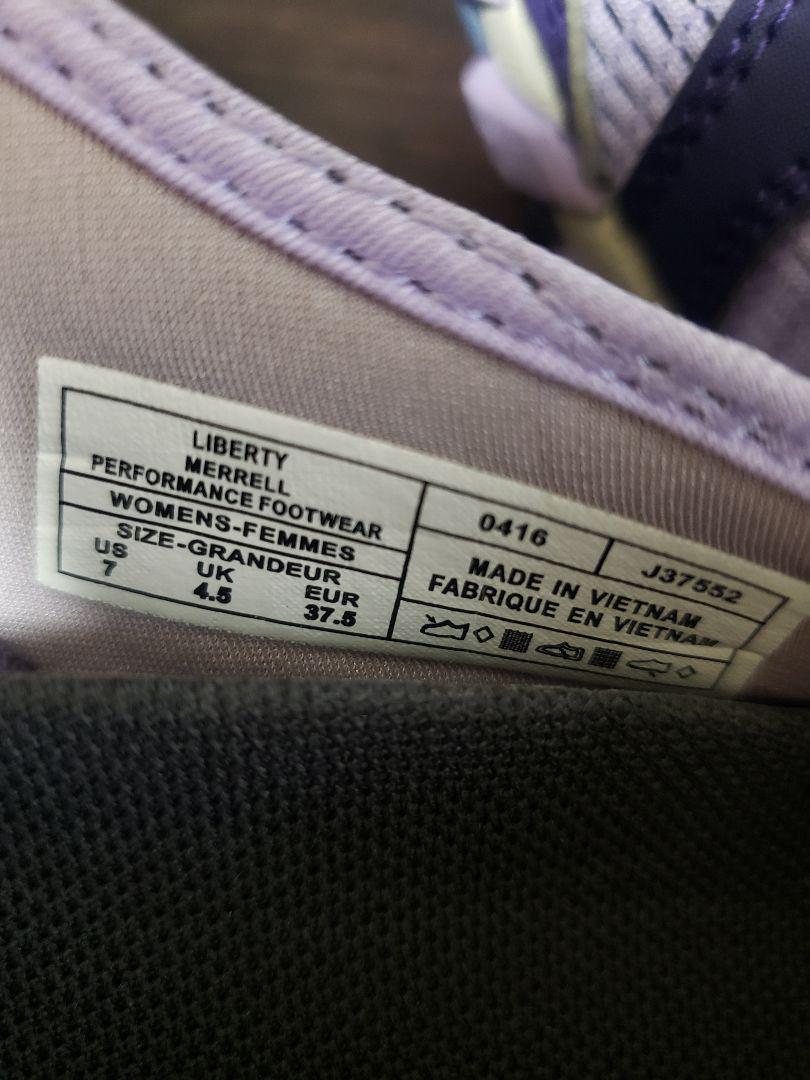 LIBERTY
MERRELL
PERFORMANCE FOOTWEAR
WOMENS-FEMMES
SIZE-GRANDEUR
US UK EUR
7 4.5 37.5
0416 J37552
MADE IN VIETNAM
FABRIQUE EN VIETNAM